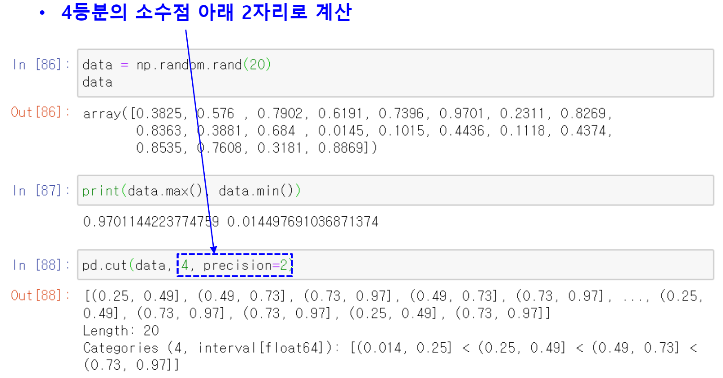 • 4등분의 소수점 아래 2자리로 계산
In [86]: data = np.random.rand(20)
data
Out[86]: array([0.3825, 0.576 , 0.7902, 0.6191, 0.7396, 0.9701, 0.2311, 0.8269,
0.8363, 0.3881, 0.684 , 0.0145, 0.1015, 0.4436, 0.1118, 0.4374,
0.8535, 0.7608, 0.3181, 0.8869])
In [87]: print(data.max(), data.min())
0.9701144223774759 0.014497691036871374
In [88]: pd.cut(data, 4, precision=2)
Out[88]: [(0.25, 0.49], (0.49, 0.73], (0.73, 0.97], (0.49, 0.73], (0.73, 0.97], ..., (0.25,
0.49], (0.73, 0.97], (0.73, 0.97], (0.25, 0.49], (0.73, 0.97]]
Length: 20
Categories (4, interval[float64]): [(0.014, 0.25] < (0.25, 0.49] < (0.49, 0.73] <
(0.73, 0.97]]